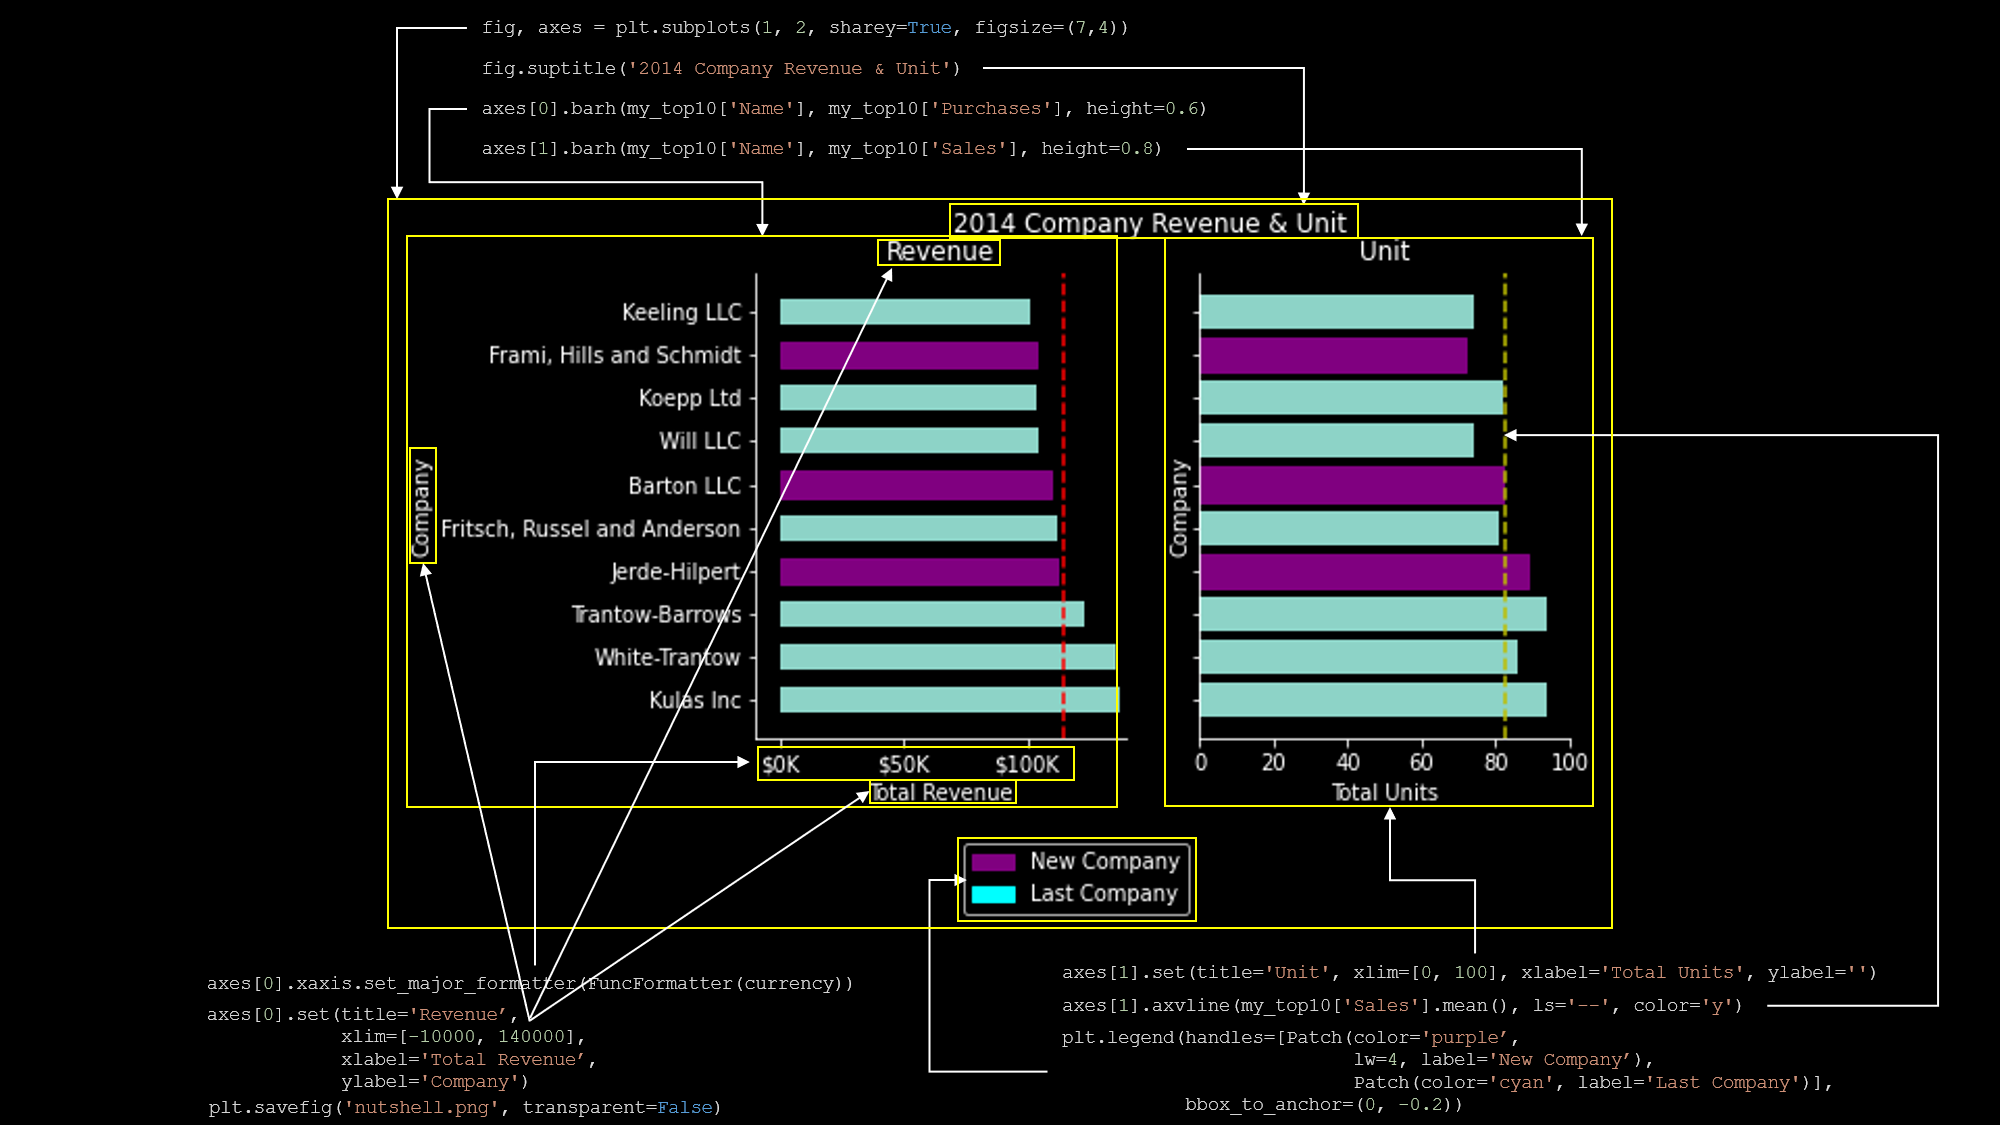 fig, axes = plt.subplots(1, 2, sharey=True, figsize=(7,4))
fig.suptitle('2014 Company Revenue & Unit')
axes[0].barh(my_top10['Name'], my_top10['Purchases'], height=0.6)
axes[1].barh(my_top10['Name'], my_top10['Sales'], height=0.8)
2014 Company Revenue & Unit
Revenue
Keeling LLC
Frami, Hills and Schmidt
Koepp Ltd
Will LLC
Barton LLC
Fritsch, Russel and Anderson
Jerde-Hilpert
Trantow-Barrows
White-Trantow
Kulas Inc
Company
$0K $50K $100K
Total Revenue
Unit
Company
0 20 40 60 80 100
Total Units
New Company
Last Company
axes[0].xaxis.set_major_formatter(FuncFormatter(currency))
axes[0].set(title='Revenue’,
xlim=[-10000, 140000],
xlabel='Total Revenue’,
ylabel='Company')
plt.savefig('nutshell.png', transparent=False)
axes[1].set(title='Unit', xlim=[0, 100], xlabel='Total Units', ylabel='')
axes[1].axvline(my_top10['Sales'].mean(), ls='--', color='y')
plt.legend(handles=[Patch(color='purple’,
lw=4, label='New Company’),
Patch(color='cyan', label='Last Company')],
bbox_to_anchor=(0, -0.2))